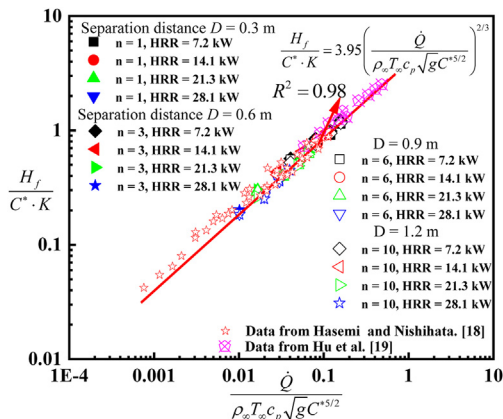 Separation distance D = 0.3 m
n = 1, HRR = 7.2 kW
n = 1, HRR = 14.1 kW
n = 1, HRR = 21.3 kW
n = 1, HRR = 28.1 kW
Separation distance D = 0.6 m
n = 3, HRR = 7.2 kW
n = 3, HRR = 14.1 kW
n = 3, HRR = 21.3 kW
n = 3, HRR = 28.1 kW
H_f / (C* · K) = 3.95 (Q̇ / (ρ∞T∞c_p√g C*^5/2))^2/3
R² = 0.98
D = 0.9 m
n = 6, HRR = 7.2 kW
n = 6, HRR = 14.1 kW
n = 6, HRR = 21.3 kW
n = 6, HRR = 28.1 kW
D = 1.2 m
n = 10, HRR = 7.2 kW
n = 10, HRR = 14.1 kW
n = 10, HRR = 21.3 kW
n = 10, HRR = 28.1 kW
Data from Hasemi and Nishihata. [18]
Data from Hu et al. [19]
H_f / (C* · K)
10
1
0.1
0.01
1E-4 0.001 0.01 0.1 1 10
Q̇ / (ρ∞T∞c_p√g C*^5/2)